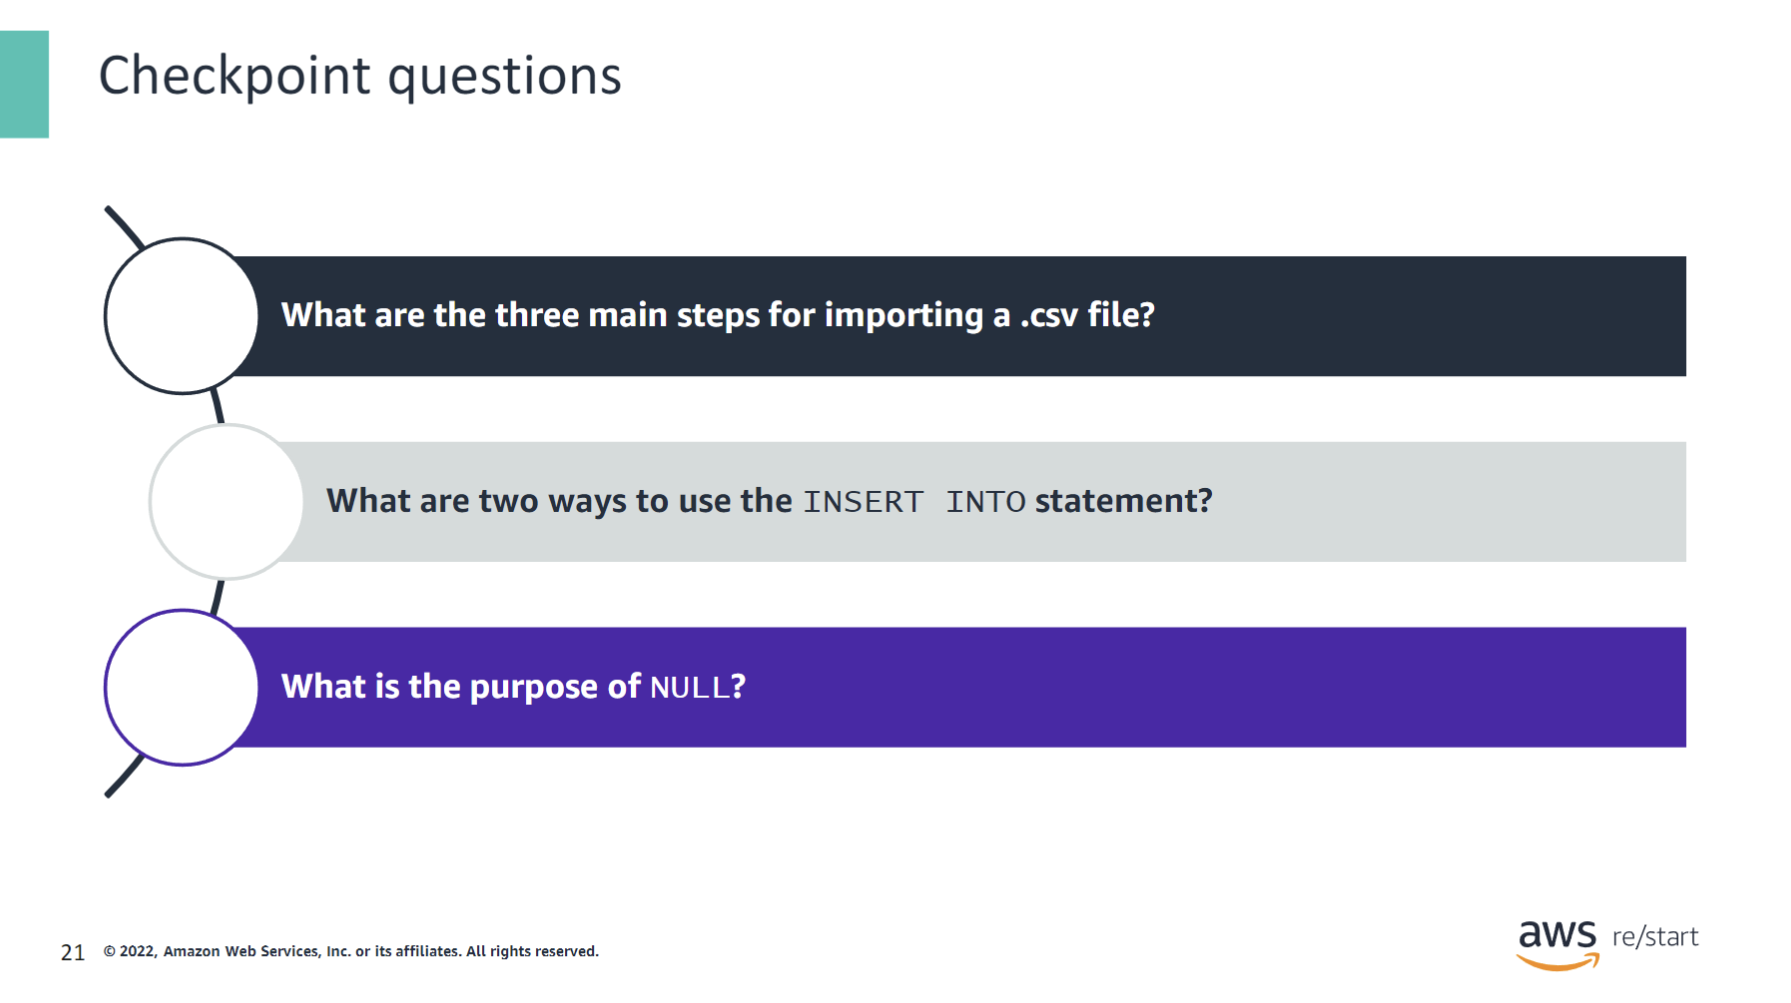 Checkpoint questions
What are the three main steps for importing a .csv file?
What are two ways to use the INSERT INTO statement?
What is the purpose of NULL?
21 © 2022, Amazon Web Services, Inc. or its affiliates. All rights reserved.
aws re/start